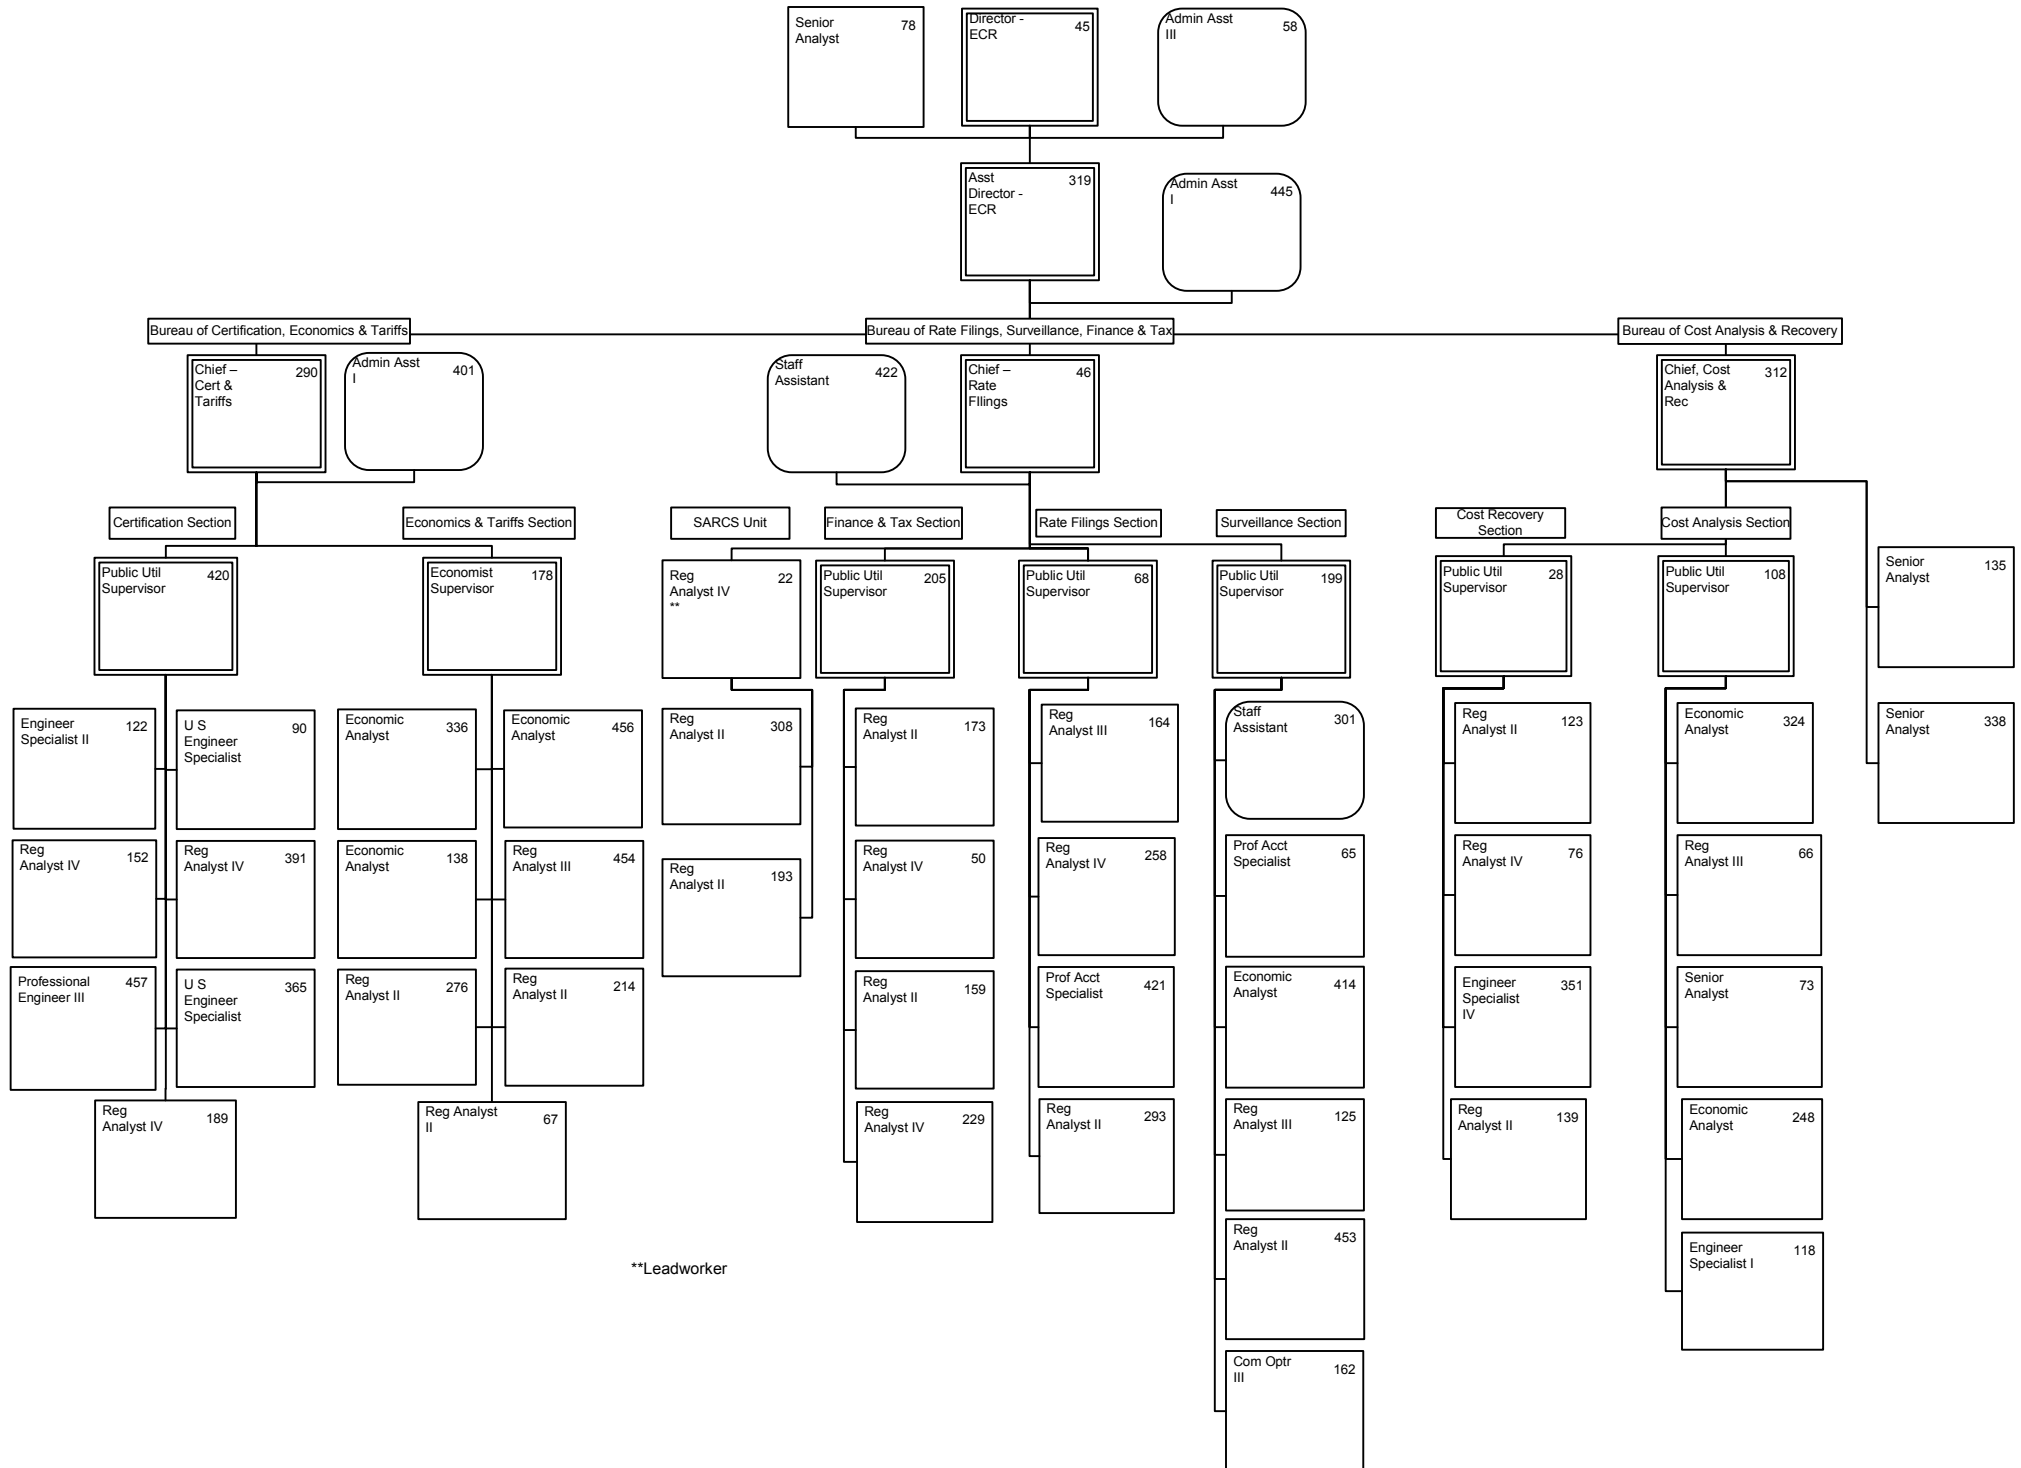 Senior
Analyst
78
Director -
ECR
45
Admin Asst
III
58
Asst
Director -
ECR
319
Admin Asst
I
445
Bureau of Certification, Economics & Tariffs
Bureau of Rate Filings, Surveillance, Finance & Tax
Bureau of Cost Analysis & Recovery
Chief –
Cert &
Tariffs
290
Admin Asst
I
401
Staff
Assistant
422
Chief –
Rate
FIlings
46
Chief, Cost
Analysis &
Rec
312
Certification Section
Economics & Tariffs Section
SARCS Unit
Finance & Tax Section
Rate Filings Section
Surveillance Section
Cost Recovery
Section
Cost Analysis Section
Public Util
Supervisor
420
Economist
Supervisor
178
Reg
Analyst IV
**
22
Public Util
Supervisor
205
Public Util
Supervisor
68
Public Util
Supervisor
199
Public Util
Supervisor
28
Public Util
Supervisor
108
Senior
Analyst
135
Engineer
Specialist II
122
U S
Engineer
Specialist
90
Economic
Analyst
336
Economic
Analyst
456
Reg
Analyst II
308
Reg
Analyst II
173
Reg
Analyst III
164
Staff
Assistant
301
Reg
Analyst II
123
Economic
Analyst
324
Senior
Analyst
338
Reg
Analyst IV
152
Reg
Analyst IV
391
Economic
Analyst
138
Reg
Analyst III
454
Reg
Analyst II
193
Reg
Analyst IV
50
Reg
Analyst IV
258
Prof Acct
Specialist
65
Reg
Analyst IV
76
Reg
Analyst III
66
Professional
Engineer III
457
U S
Engineer
Specialist
365
Reg
Analyst II
276
Reg
Analyst II
214
Reg
Analyst II
159
Prof Acct
Specialist
421
Economic
Analyst
414
Engineer
Specialist
IV
351
Senior
Analyst
73
Reg
Analyst IV
189
Reg Analyst
II
67
Reg
Analyst IV
229
Reg
Analyst II
293
Reg
Analyst III
125
Reg
Analyst II
139
Economic
Analyst
248
Reg
Analyst II
453
Engineer
Specialist I
118
**Leadworker
Com Optr
III
162